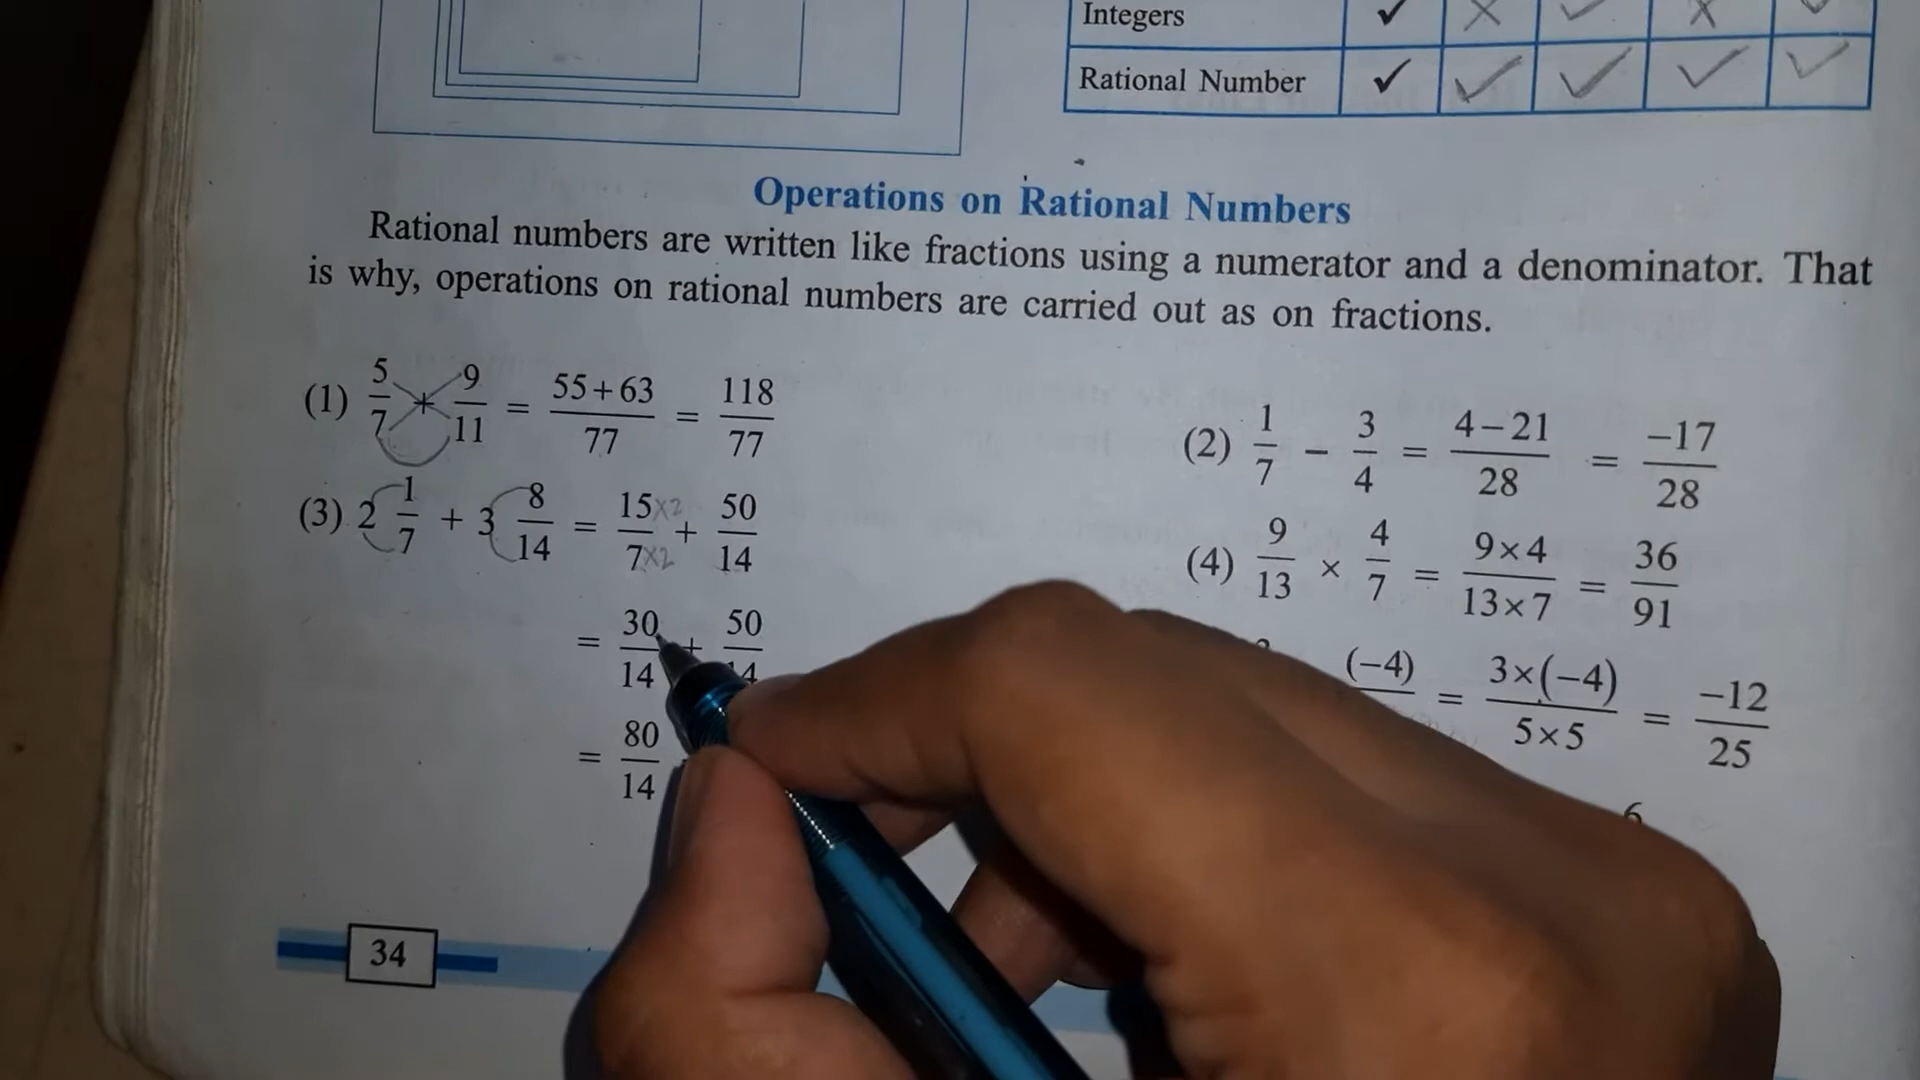 Integers ✓ × ✓ × ✓
Rational Number ✓ ✓ ✓ ✓ ✓
Operations on Rational Numbers
Rational numbers are written like fractions using a numerator and a denominator. That
is why, operations on rational numbers are carried out as on fractions.
(1) 5/7 + 9/11 = 55+63/77 = 118/77
(2) 1/7 - 3/4 = 4-21/28 = -17/28
(3) 2 1/7 + 3 8/14 = 15×2/7×2 + 50/14
= 30/14 + 50/14
= 80/14
(4) 9/13 × 4/7 = 9×4/13×7 = 36/91
(-4) = 3×(-4)/5×5 = -12/25
6
34